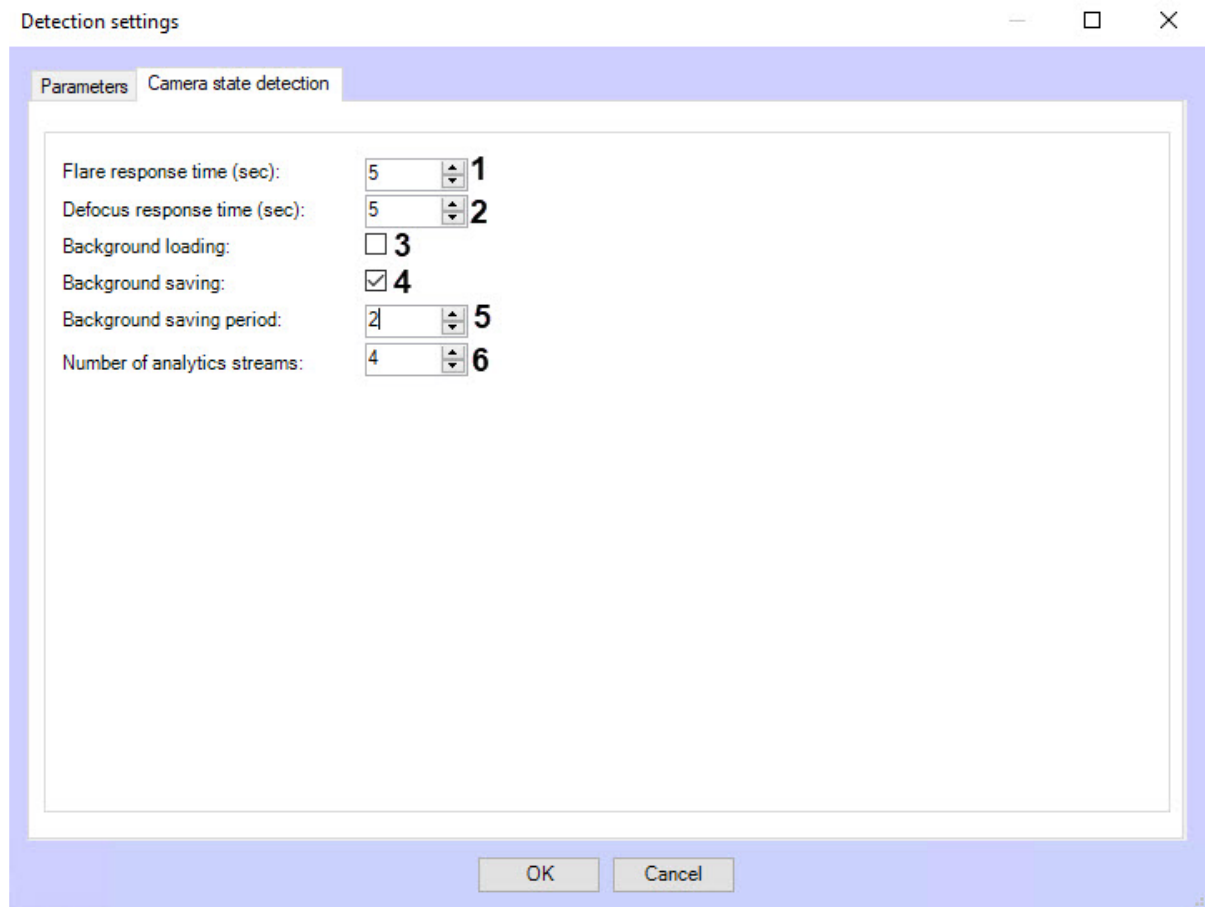 Detection settings
Parameters Camera state detection
Flare response time (sec): 5 1
Defocus response time (sec): 5 2
Background loading: 3
Background saving: 4
Background saving period: 2 5
Number of analytics streams: 4 6
OK Cancel